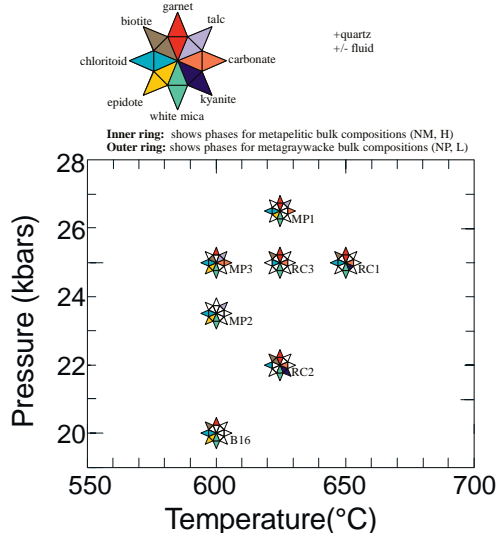 garnet
biotite
talc
chloritoid
carbonate
epidote
kyanite
white mica
+quartz
+/- fluid
Inner ring: shows phases for metapelitic bulk compositions (NM, H)
Outer ring: shows phases for metagraywacke bulk compositions (NP, L)
28
26
24
22
20
Pressure (kbars)
MP1
MP3
RC3
RC1
MP2
RC2
B16
550
600
650
700
Temperature(°C)